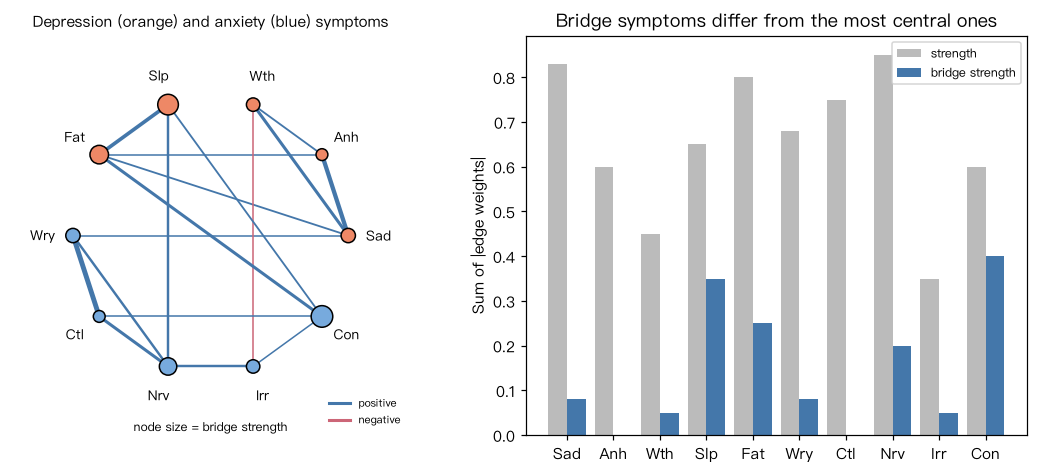 Depression (orange) and anxiety (blue) symptoms
Slp
Wth
Fat
Anh
Wry
Sad
Ctl
Con
Nrv
Irr
positive
negative
node size = bridge strength
Bridge symptoms differ from the most central ones
strength
bridge strength
Sum of |edge weights|
0.8
0.7
0.6
0.5
0.4
0.3
0.2
0.1
0.0
Sad Anh Wth Slp Fat Wry Ctl Nrv Irr Con